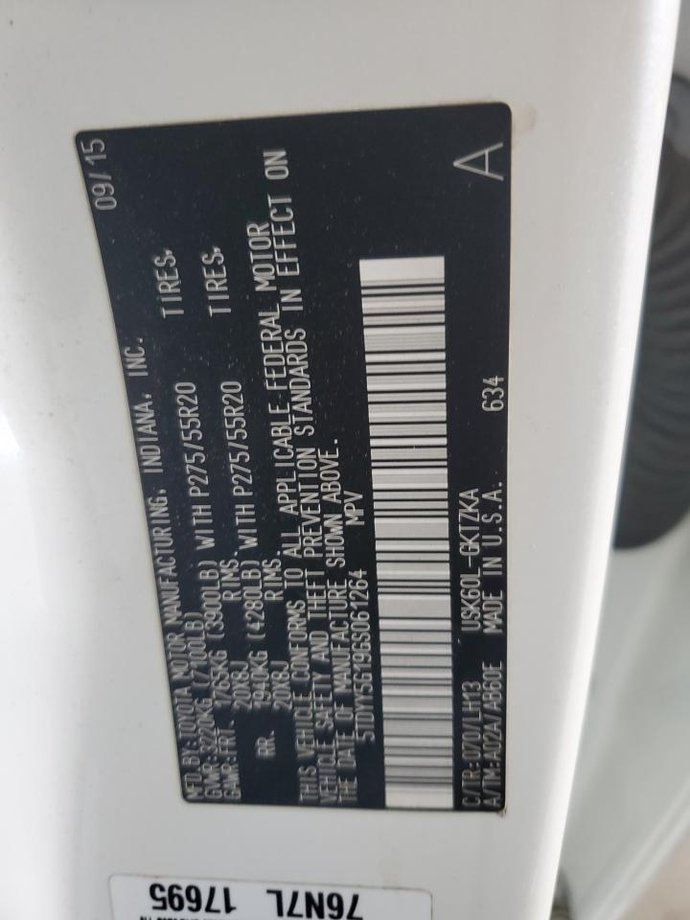 MFD.BY:TOYOTA MOTOR MANUFACTURING, INDIANA, INC. 09/15
GVWR:3220KG (7100LB)
GAWR:FRT. 1765KG (3900LB) WITH P275/55R20 TIRES,
20X8J RIMS.
RR. 1940KG (4280LB) WITH P275/55R20 TIRES,
20X8J RIMS.
THIS VEHICLE CONFORMS TO ALL APPLICABLE FEDERAL MOTOR
VEHICLE SAFETY AND THEFT PREVENTION STANDARDS IN EFFECT ON
THE DATE OF MANUFACTURE SHOWN ABOVE.
5TDYY5G196S061264 MPV
C/TR:070/LH13 USK60L-GKTZKA
A/TM:A02A/AB60E MADE IN U.S.A. 634 A
76N7L
17695